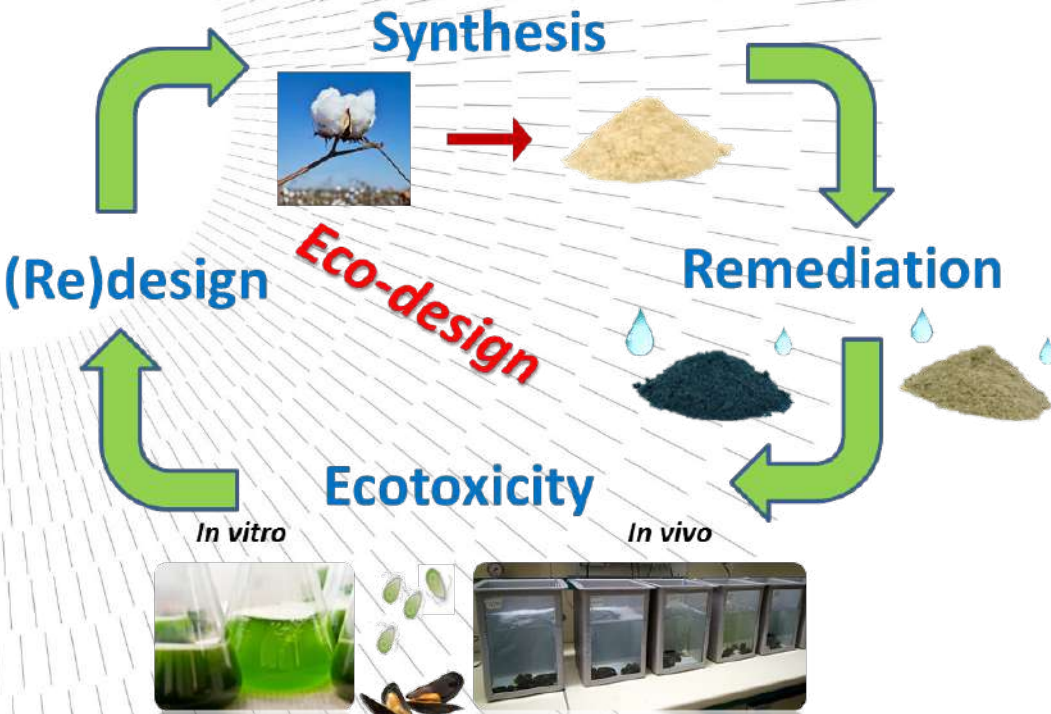 Synthesis
(Re)design
Eco-design
Remediation
Ecotoxicity
In vitro
In vivo